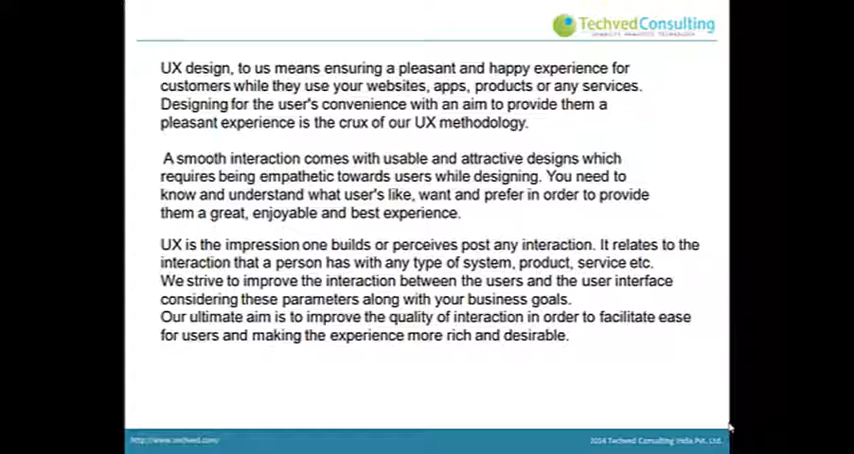 Techved Consulting
UX design, to us means ensuring a pleasant and happy experience for
customers while they use your websites, apps, products or any services.
Designing for the user's convenience with an aim to provide them a
pleasant experience is the crux of our UX methodology.
A smooth interaction comes with usable and attractive designs which
requires being empathetic towards users while designing. You need to
know and understand what user's like, want and prefer in order to provide
them a great, enjoyable and best experience.
UX is the impression one builds or perceives post any interaction. It relates to the
interaction that a person has with any type of system, product, service etc.
We strive to improve the interaction between the users and the user interface
considering these parameters along with your business goals.
Our ultimate aim is to improve the quality of interaction in order to facilitate ease
for users and making the experience more rich and desirable.
http://www.techved.com/
2014 Techved Consulting India Pvt. Ltd.